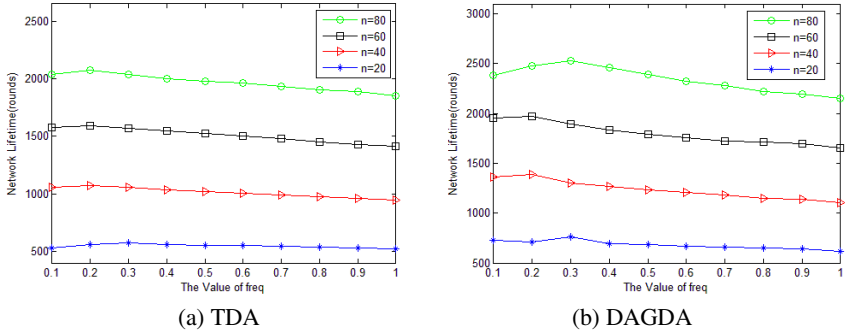 n=80
n=60
n=40
n=20
2500
2000
1500
1000
500
Network Lifetime(rounds)
0.1 0.2 0.3 0.4 0.5 0.6 0.7 0.8 0.9 1
The Value of freq
(a) TDA
n=80
n=60
n=40
n=20
3000
2500
2000
1500
1000
500
Network Lifetime(rounds)
0.1 0.2 0.3 0.4 0.5 0.6 0.7 0.8 0.9 1
The Value of freq
(b) DAGDA